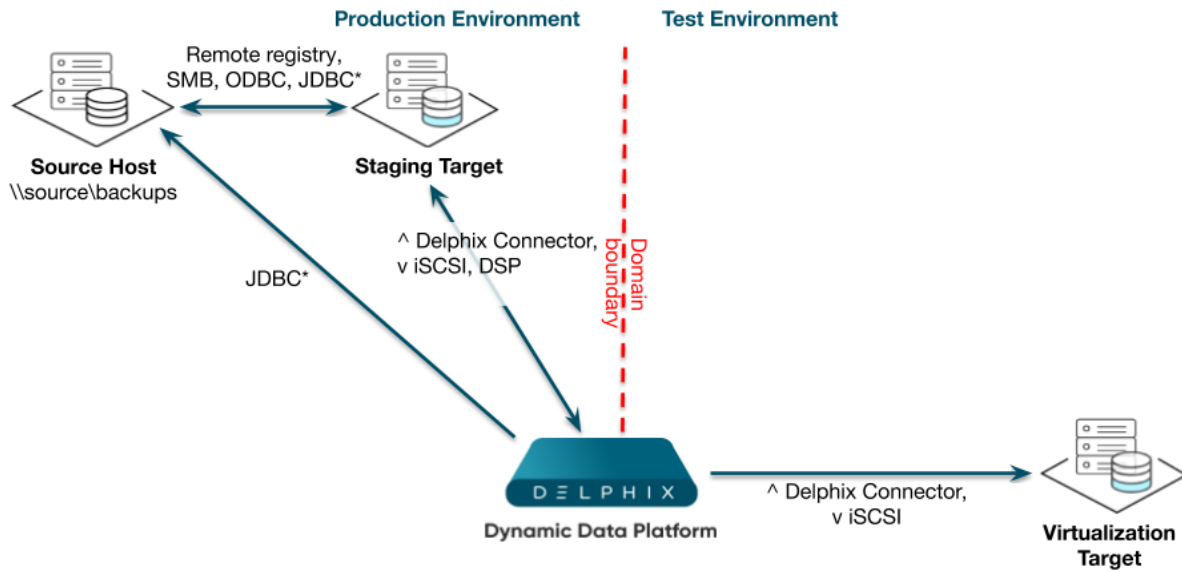 Production Environment
Test Environment
Remote registry,
SMB, ODBC, JDBC*
Source Host
\\source\backups
Staging Target
^ Delphix Connector,
v iSCSI, DSP
JDBC*
Domain
boundary
DELPHIX
Dynamic Data Platform
^ Delphix Connector,
v iSCSI
Virtualization
Target